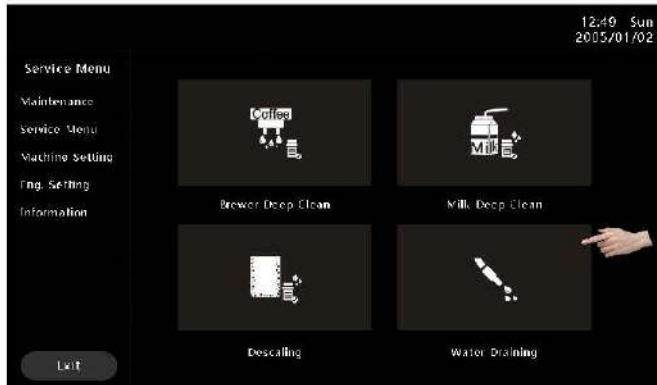 12:49 Sun
2005/01/02
Service Menu
Maintenance
Service Menu
Machine Setting
Eng. Setting
Information
Exit
Coffee
Brewer Deep Clean
Milk
Milk Deep Clean
Descaling
Water Draining